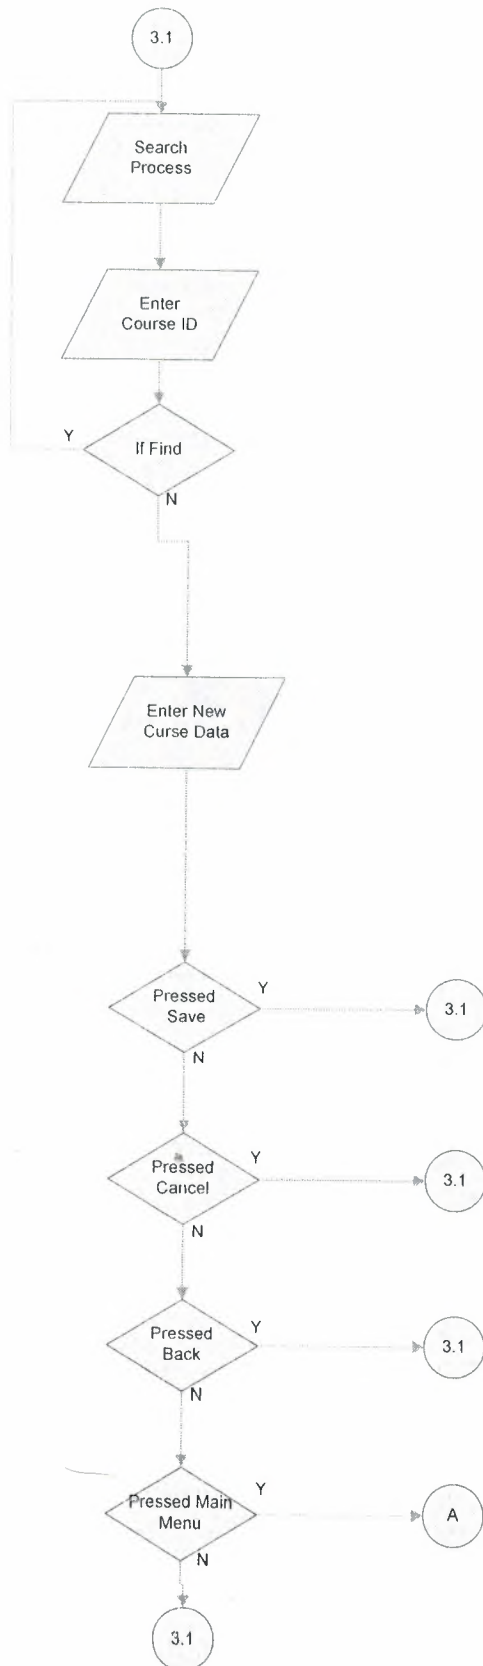 3.1
Search
Process
Enter
Course ID
Y
If Find
N
Enter New
Curse Data
Pressed
Save
Y
3.1
N
Pressed
Cancel
Y
3.1
N
Pressed
Back
Y
3.1
N
Pressed Main
Menu
Y
A
N
3.1